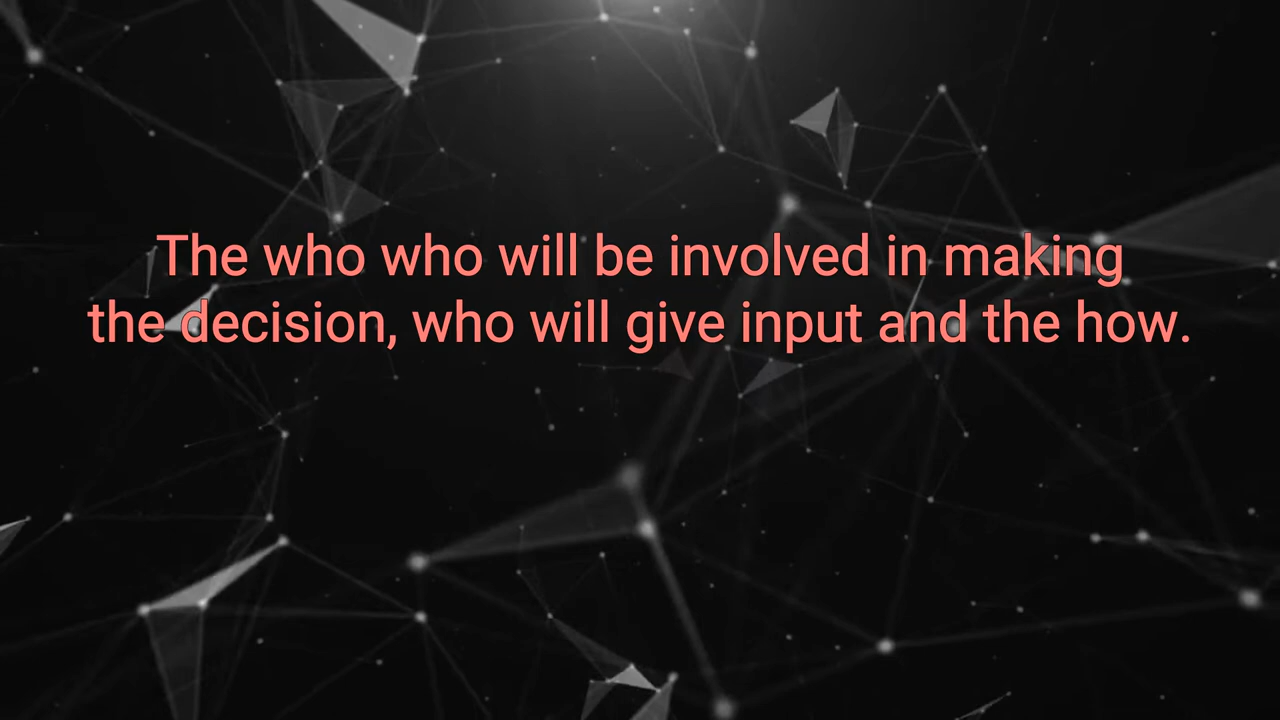 The who who will be involved in making
the decision, who will give input and the how.